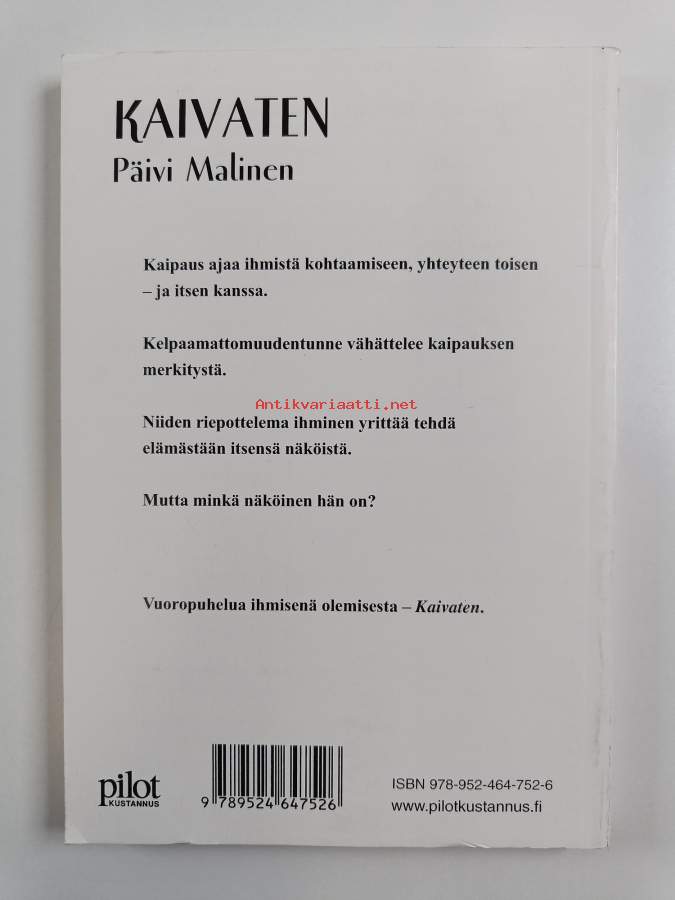 KAIVATEN
Päivi Malinen
Kaipaus ajaa ihmistä kohtaamiseen, yhteyteen toisen
– ja itsen kanssa.
Kelpaamattomuudentunne vähättelee kaipauksen
merkitystä.
Antikvariaatti.net
Niiden riepottelema ihminen yrittää tehdä
elämästään itsensä näköistä.
Mutta minkä näköinen hän on?
Vuoropuhelua ihmisenä olemisesta – Kaivaten.
pilot
KUSTANNUS
9 789524 647526
ISBN 978-952-464-752-6
www.pilotkustannus.fi